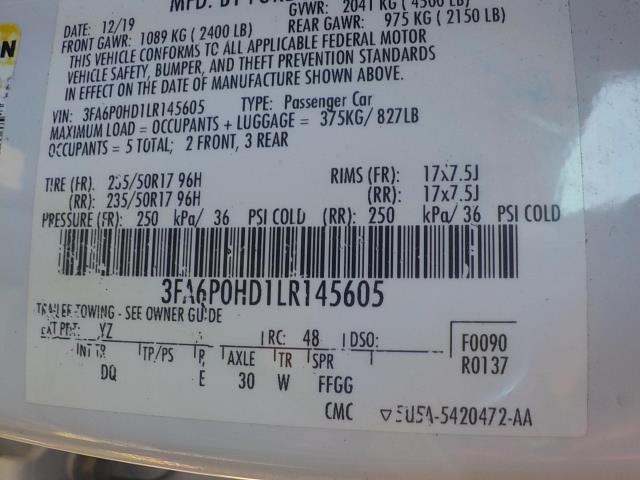 MFD. BY FORD
DATE: 12/19 GVWR: 2041 KG ( 4500 LB)
FRONT GAWR: 1089 KG ( 2400 LB) REAR GAWR: 975 KG ( 2150 LB)
THIS VEHICLE CONFORMS TO ALL APPLICABLE FEDERAL MOTOR
VEHICLE SAFETY, BUMPER, AND THEFT PREVENTION STANDARDS
IN EFFECT ON THE DATE OF MANUFACTURE SHOWN ABOVE.
VIN: 3FA6P0HD1LR145605 TYPE: Passenger Car
MAXIMUM LOAD = OCCUPANTS + LUGGAGE = 375KG/ 827LB
OCCUPANTS = 5 TOTAL; 2 FRONT, 3 REAR
TIRE (FR): 235/50R17 96H RIMS (FR): 17x7.5J
(RR): 235/50R17 96H (RR): 17x7.5J
PRESSURE (FR): 250 kPa/ 36 PSI COLD (RR): 250 kPa/ 36 PSI COLD
3FA6P0HD1LR145605
TRAILER TOWING - SEE OWNER GUIDE
EXT PNT: YZ RC: 48 DSO: F0090
INT TR TP/PS R AXLE TR SPR R0137
DQ E 30 W FFGG
CMC ▽5U5A-5420472-AA